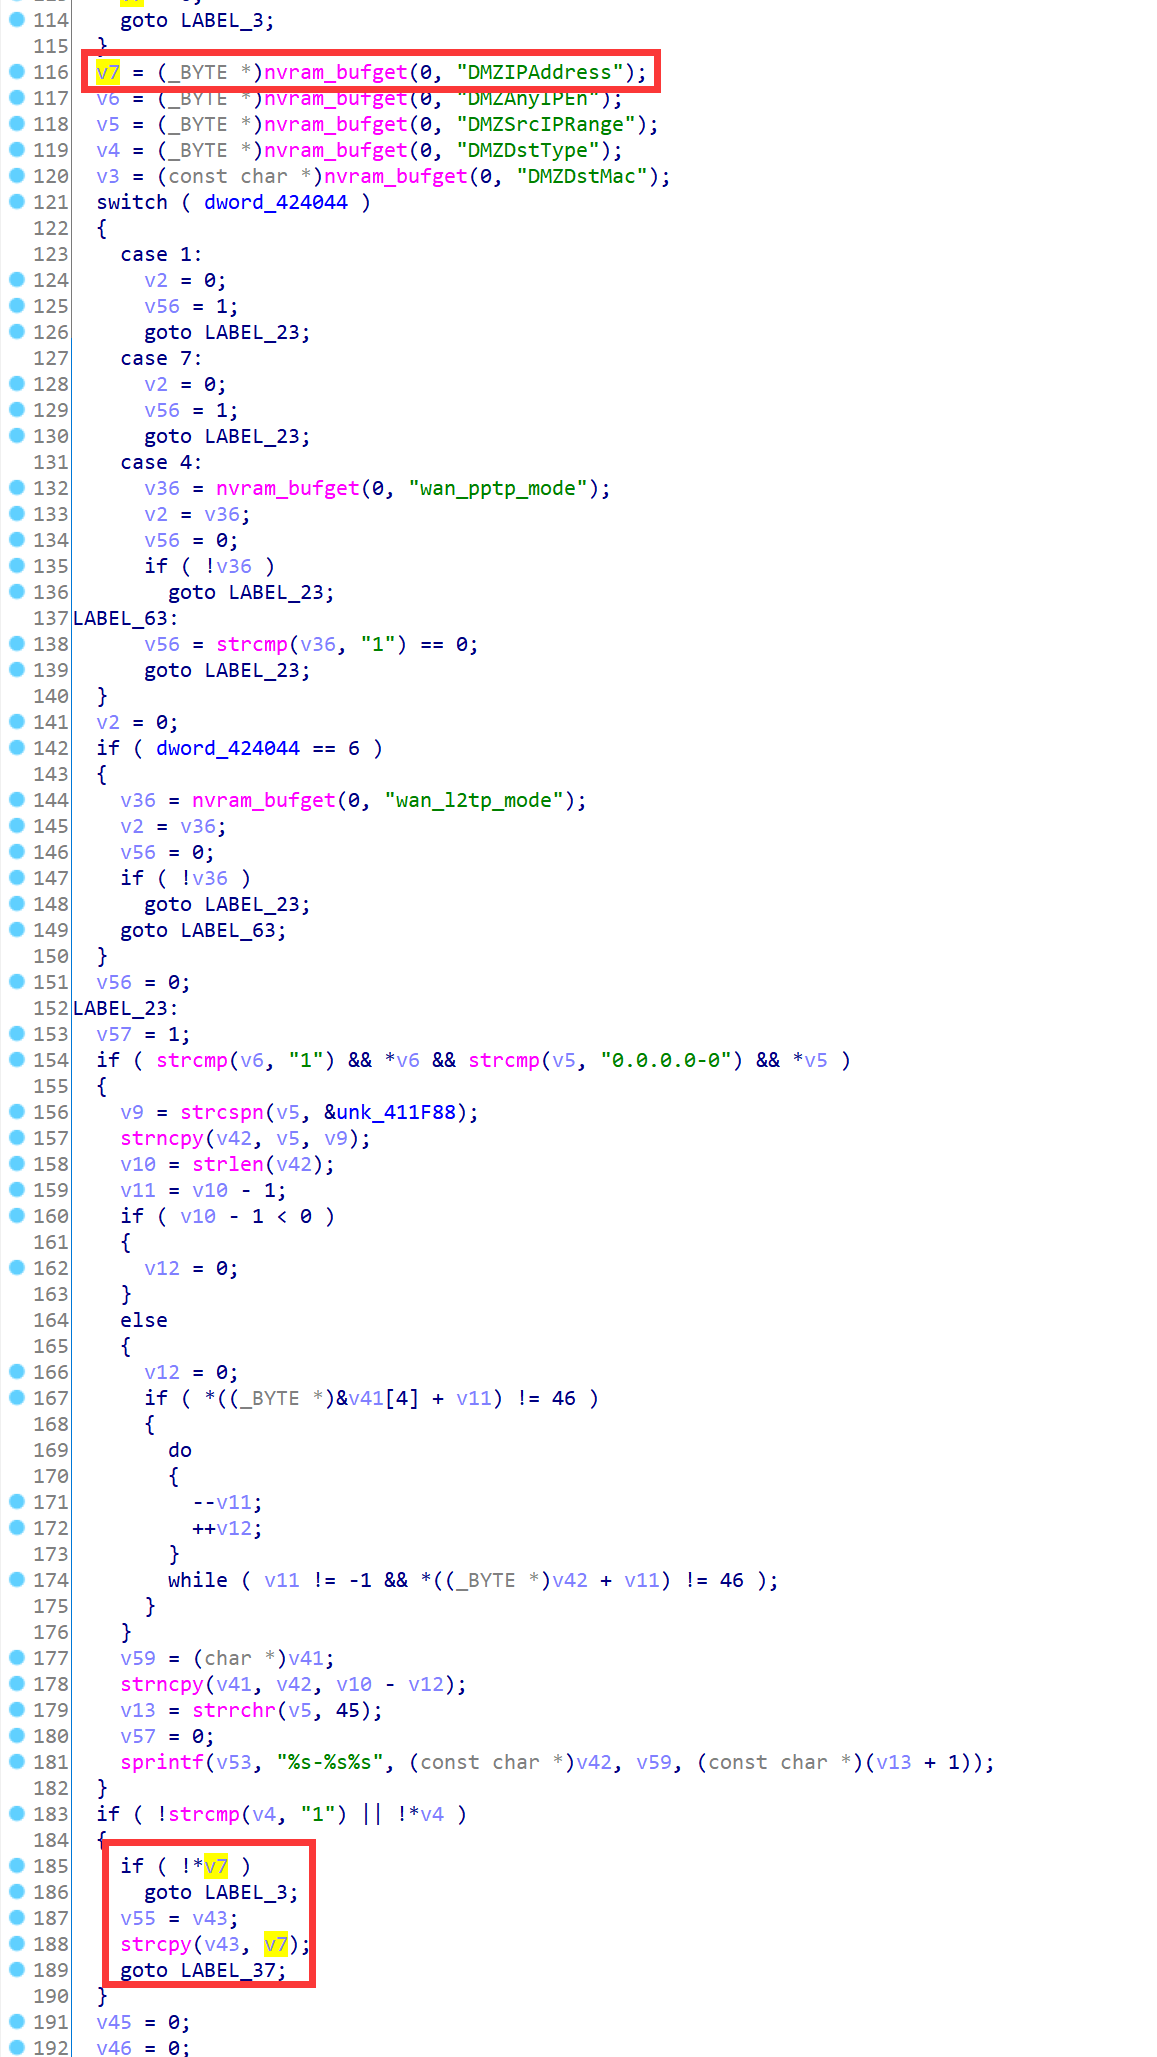 114 goto LABEL_3;
115 }
116 v7 = (_BYTE *)nvram_bufget(0, "DMZIPAddress");
117 v6 = (_BYTE *)nvram_bufget(0, "DMZAnyIPEn");
118 v5 = (_BYTE *)nvram_bufget(0, "DMZSrcIPRange");
119 v4 = (_BYTE *)nvram_bufget(0, "DMZDstType");
120 v3 = (const char *)nvram_bufget(0, "DMZDstMac");
121 switch ( dword_424044 )
122 {
123 case 1:
124 v2 = 0;
125 v56 = 1;
126 goto LABEL_23;
127 case 7:
128 v2 = 0;
129 v56 = 1;
130 goto LABEL_23;
131 case 4:
132 v36 = nvram_bufget(0, "wan_pptp_mode");
133 v2 = v36;
134 v56 = 0;
135 if ( !v36 )
136 goto LABEL_23;
137 LABEL_63:
138 v56 = strcmp(v36, "1") == 0;
139 goto LABEL_23;
140 }
141 v2 = 0;
142 if ( dword_424044 == 6 )
143 {
144 v36 = nvram_bufget(0, "wan_l2tp_mode");
145 v2 = v36;
146 v56 = 0;
147 if ( !v36 )
148 goto LABEL_23;
149 goto LABEL_63;
150 }
151 v56 = 0;
152 LABEL_23:
153 v57 = 1;
154 if ( strcmp(v6, "1") && *v6 && strcmp(v5, "0.0.0.0-0") && *v5 )
155 {
156 v9 = strcspn(v5, &unk_411F88);
157 strncpy(v42, v5, v9);
158 v10 = strlen(v42);
159 v11 = v10 - 1;
160 if ( v10 - 1 < 0 )
161 {
162 v12 = 0;
163 }
164 else
165 {
166 v12 = 0;
167 if ( *((_BYTE *)&v41[4] + v11) != 46 )
168 {
169 do
170 {
171 --v11;
172 ++v12;
173 }
174 while ( v11 != -1 && *((_BYTE *)v42 + v11) != 46 );
175 }
176 }
177 v59 = (char *)v41;
178 strncpy(v41, v42, v10 - v12);
179 v13 = strrchr(v5, 45);
180 v57 = 0;
181 sprintf(v53, "%s-%s%s", (const char *)v42, v59, (const char *)(v13 + 1));
182 }
183 if ( !strcmp(v4, "1") || !*v4 )
184 {
185 if ( !*v7 )
186 goto LABEL_3;
187 v55 = v43;
188 strcpy(v43, v7);
189 goto LABEL_37;
190 }
191 v45 = 0;
192 v46 = 0;